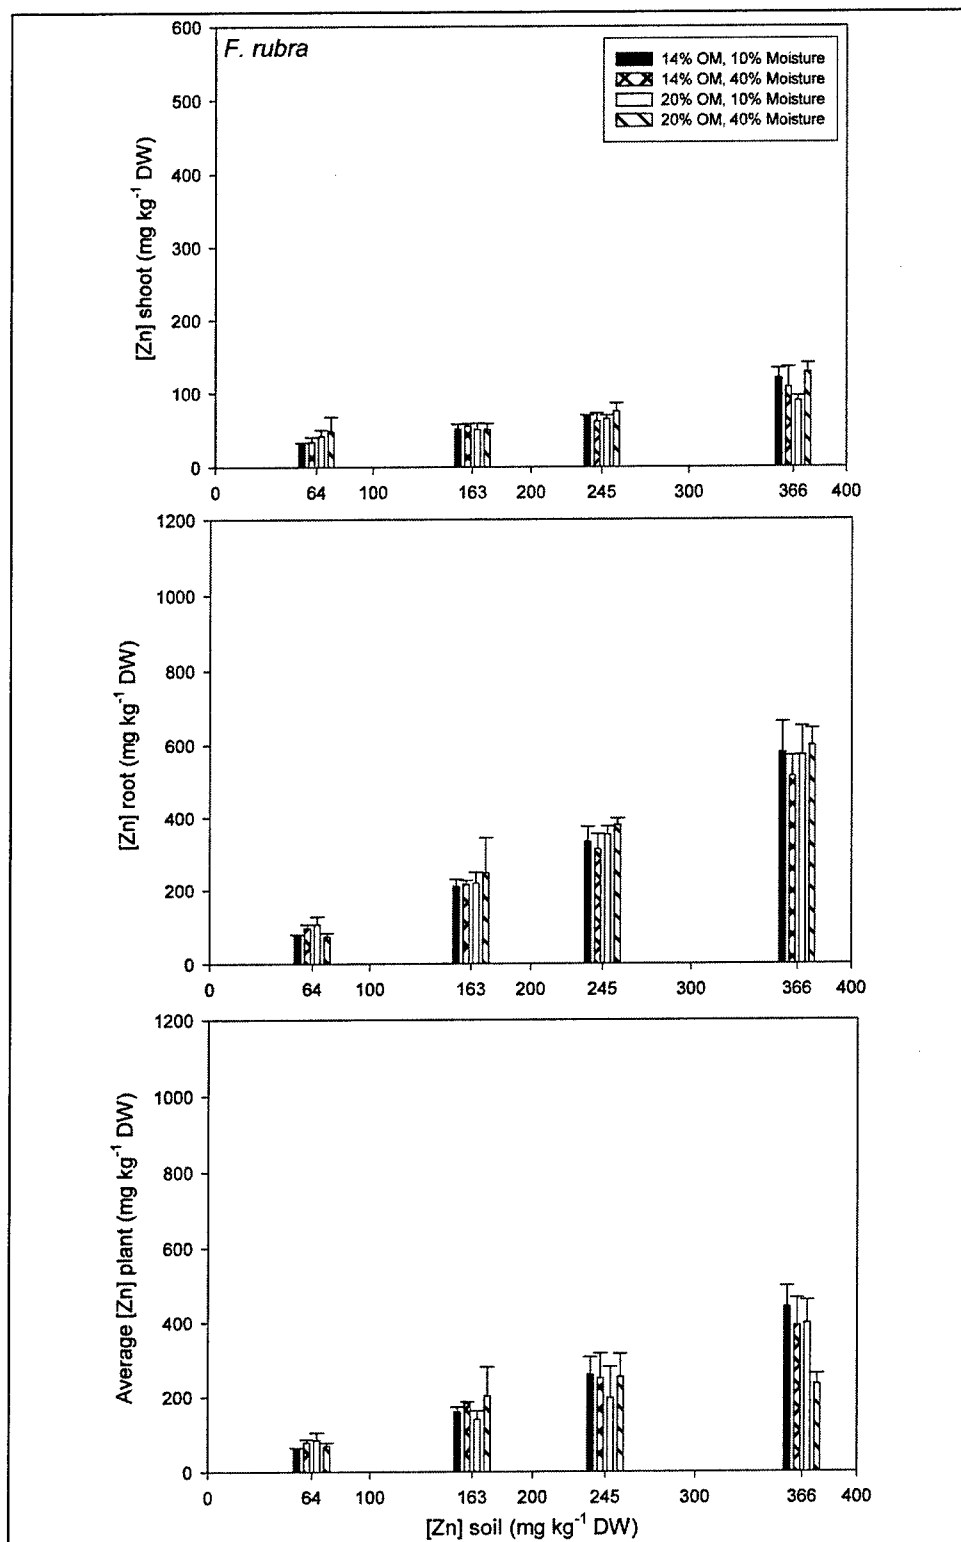 F. rubra
14% OM, 10% Moisture
14% OM, 40% Moisture
20% OM, 10% Moisture
20% OM, 40% Moisture
[Zn] shoot (mg kg-1 DW)
600
500
400
300
200
100
0
0 64 100 163 200 245 300 366 400
[Zn] root (mg kg-1 DW)
1200
1000
800
600
400
200
0
0 64 100 163 200 245 300 366 400
Average [Zn] plant (mg kg-1 DW)
1200
1000
800
600
400
200
0
0 64 100 163 200 245 300 366 400
[Zn] soil (mg kg-1 DW)